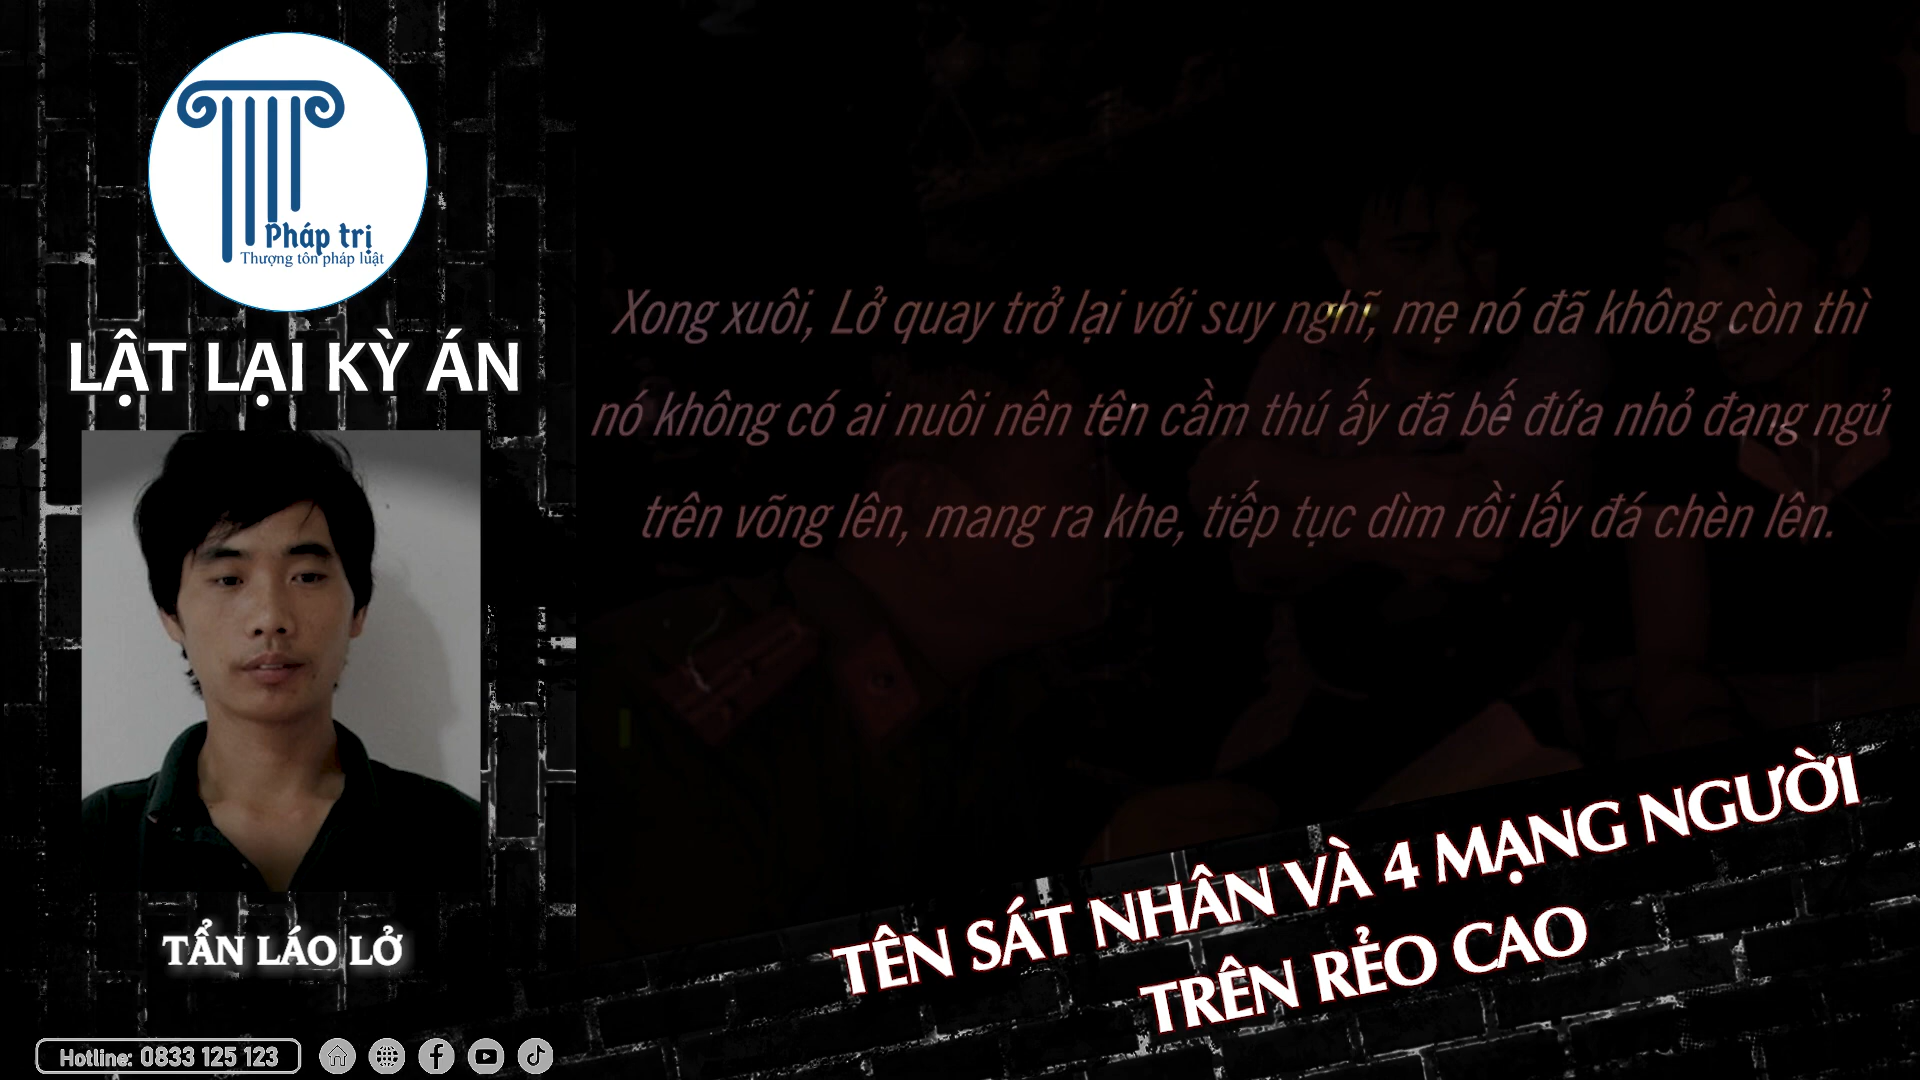 Pháp trị
Thượng tôn pháp luật
LẬT LẠI KỲ ÁN
TẨN LÁO LỞ
Hotline: 0833 125 123
Xong xuôi, Lở quay trở lại với suy nghĩ, mẹ nó đã không còn thì
nó không có ai nuôi nên tên cầm thú ấy đã bế đứa nhỏ đang ngủ
trên võng lên, mang ra khe, tiếp tục dìm rồi lấy đá chèn lên.
TÊN SÁT NHÂN VÀ 4 MẠNG NGƯỜI
TRÊN RẺO CAO